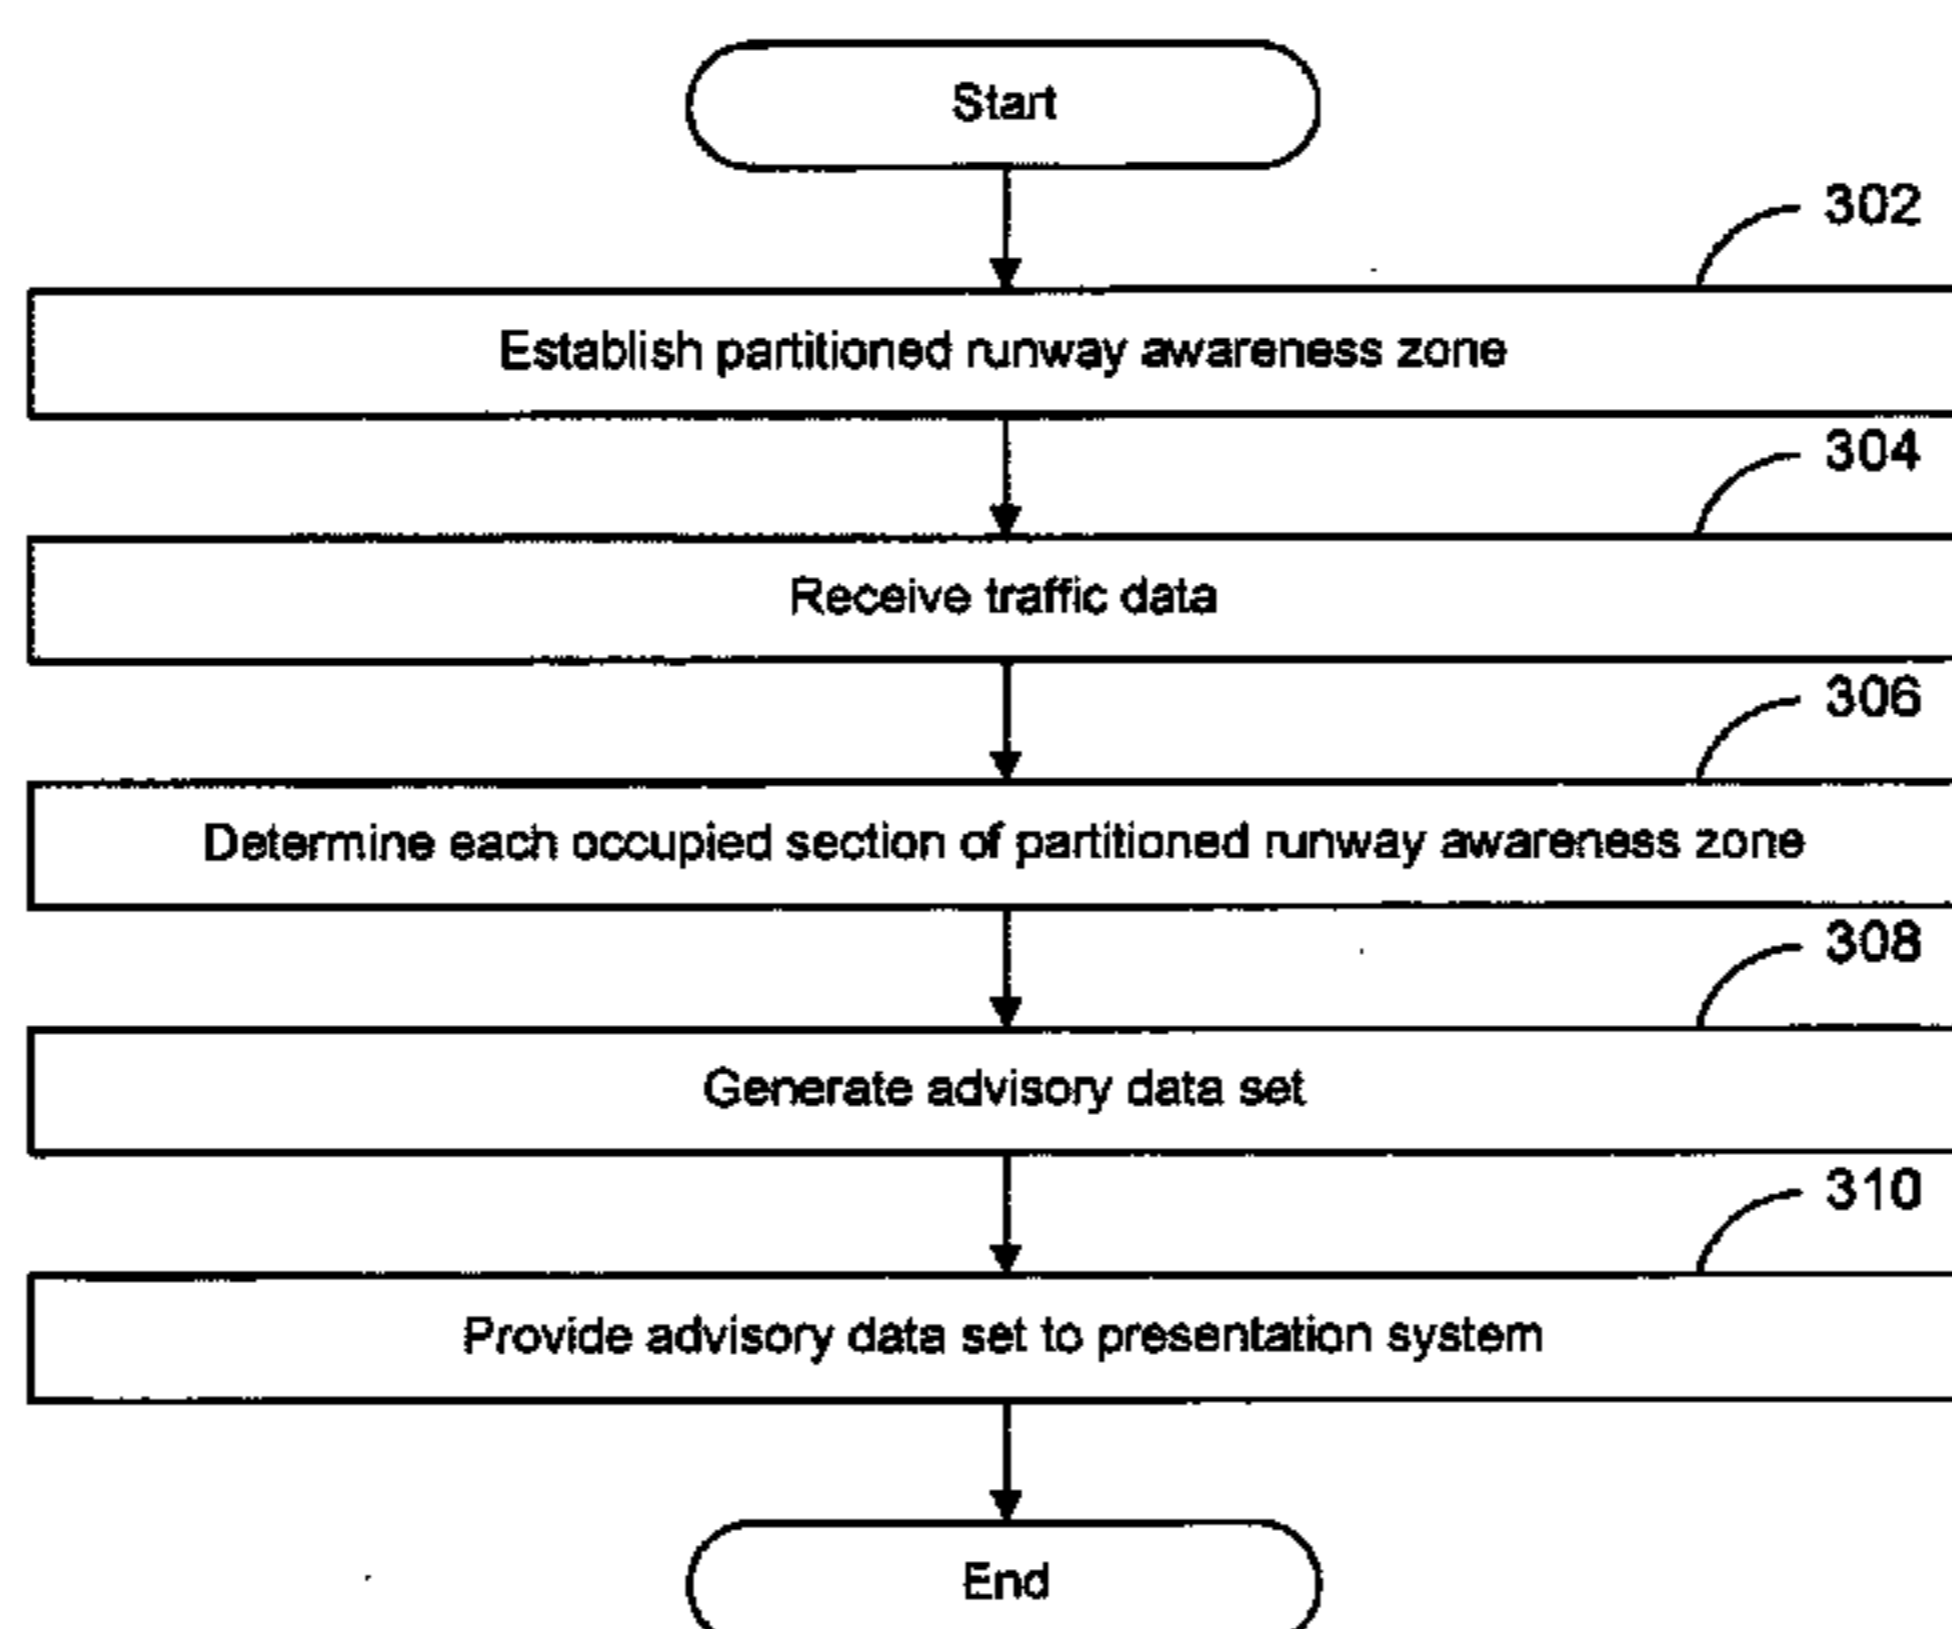 Start
302
Establish partitioned runway awareness zone
304
Receive traffic data
306
Determine each occupied section of partitioned runway awareness zone
308
Generate advisory data set
310
Provide advisory data set to presentation system
End